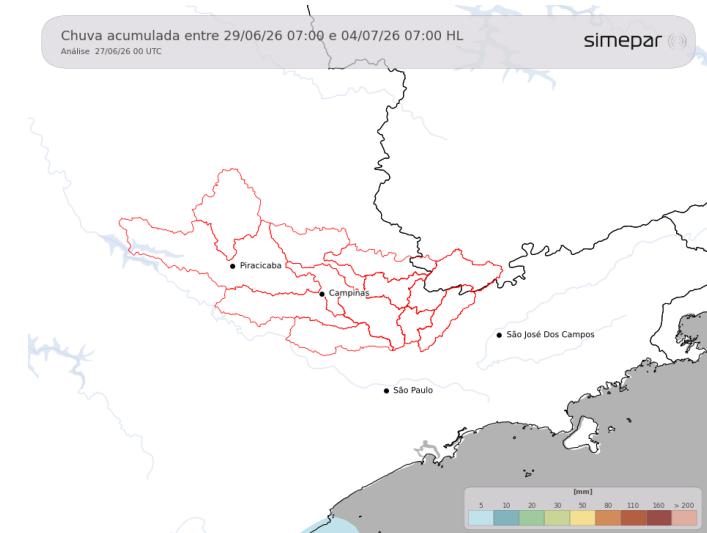 Chuva acumulada entre 29/06/26 07:00 e 04/07/26 07:00 HL
Análise 27/06/26 00 UTC
simepar
Piracicaba
Campinas
São José Dos Campos
São Paulo
[mm]
5 10 20 30 50 80 110 160 > 200